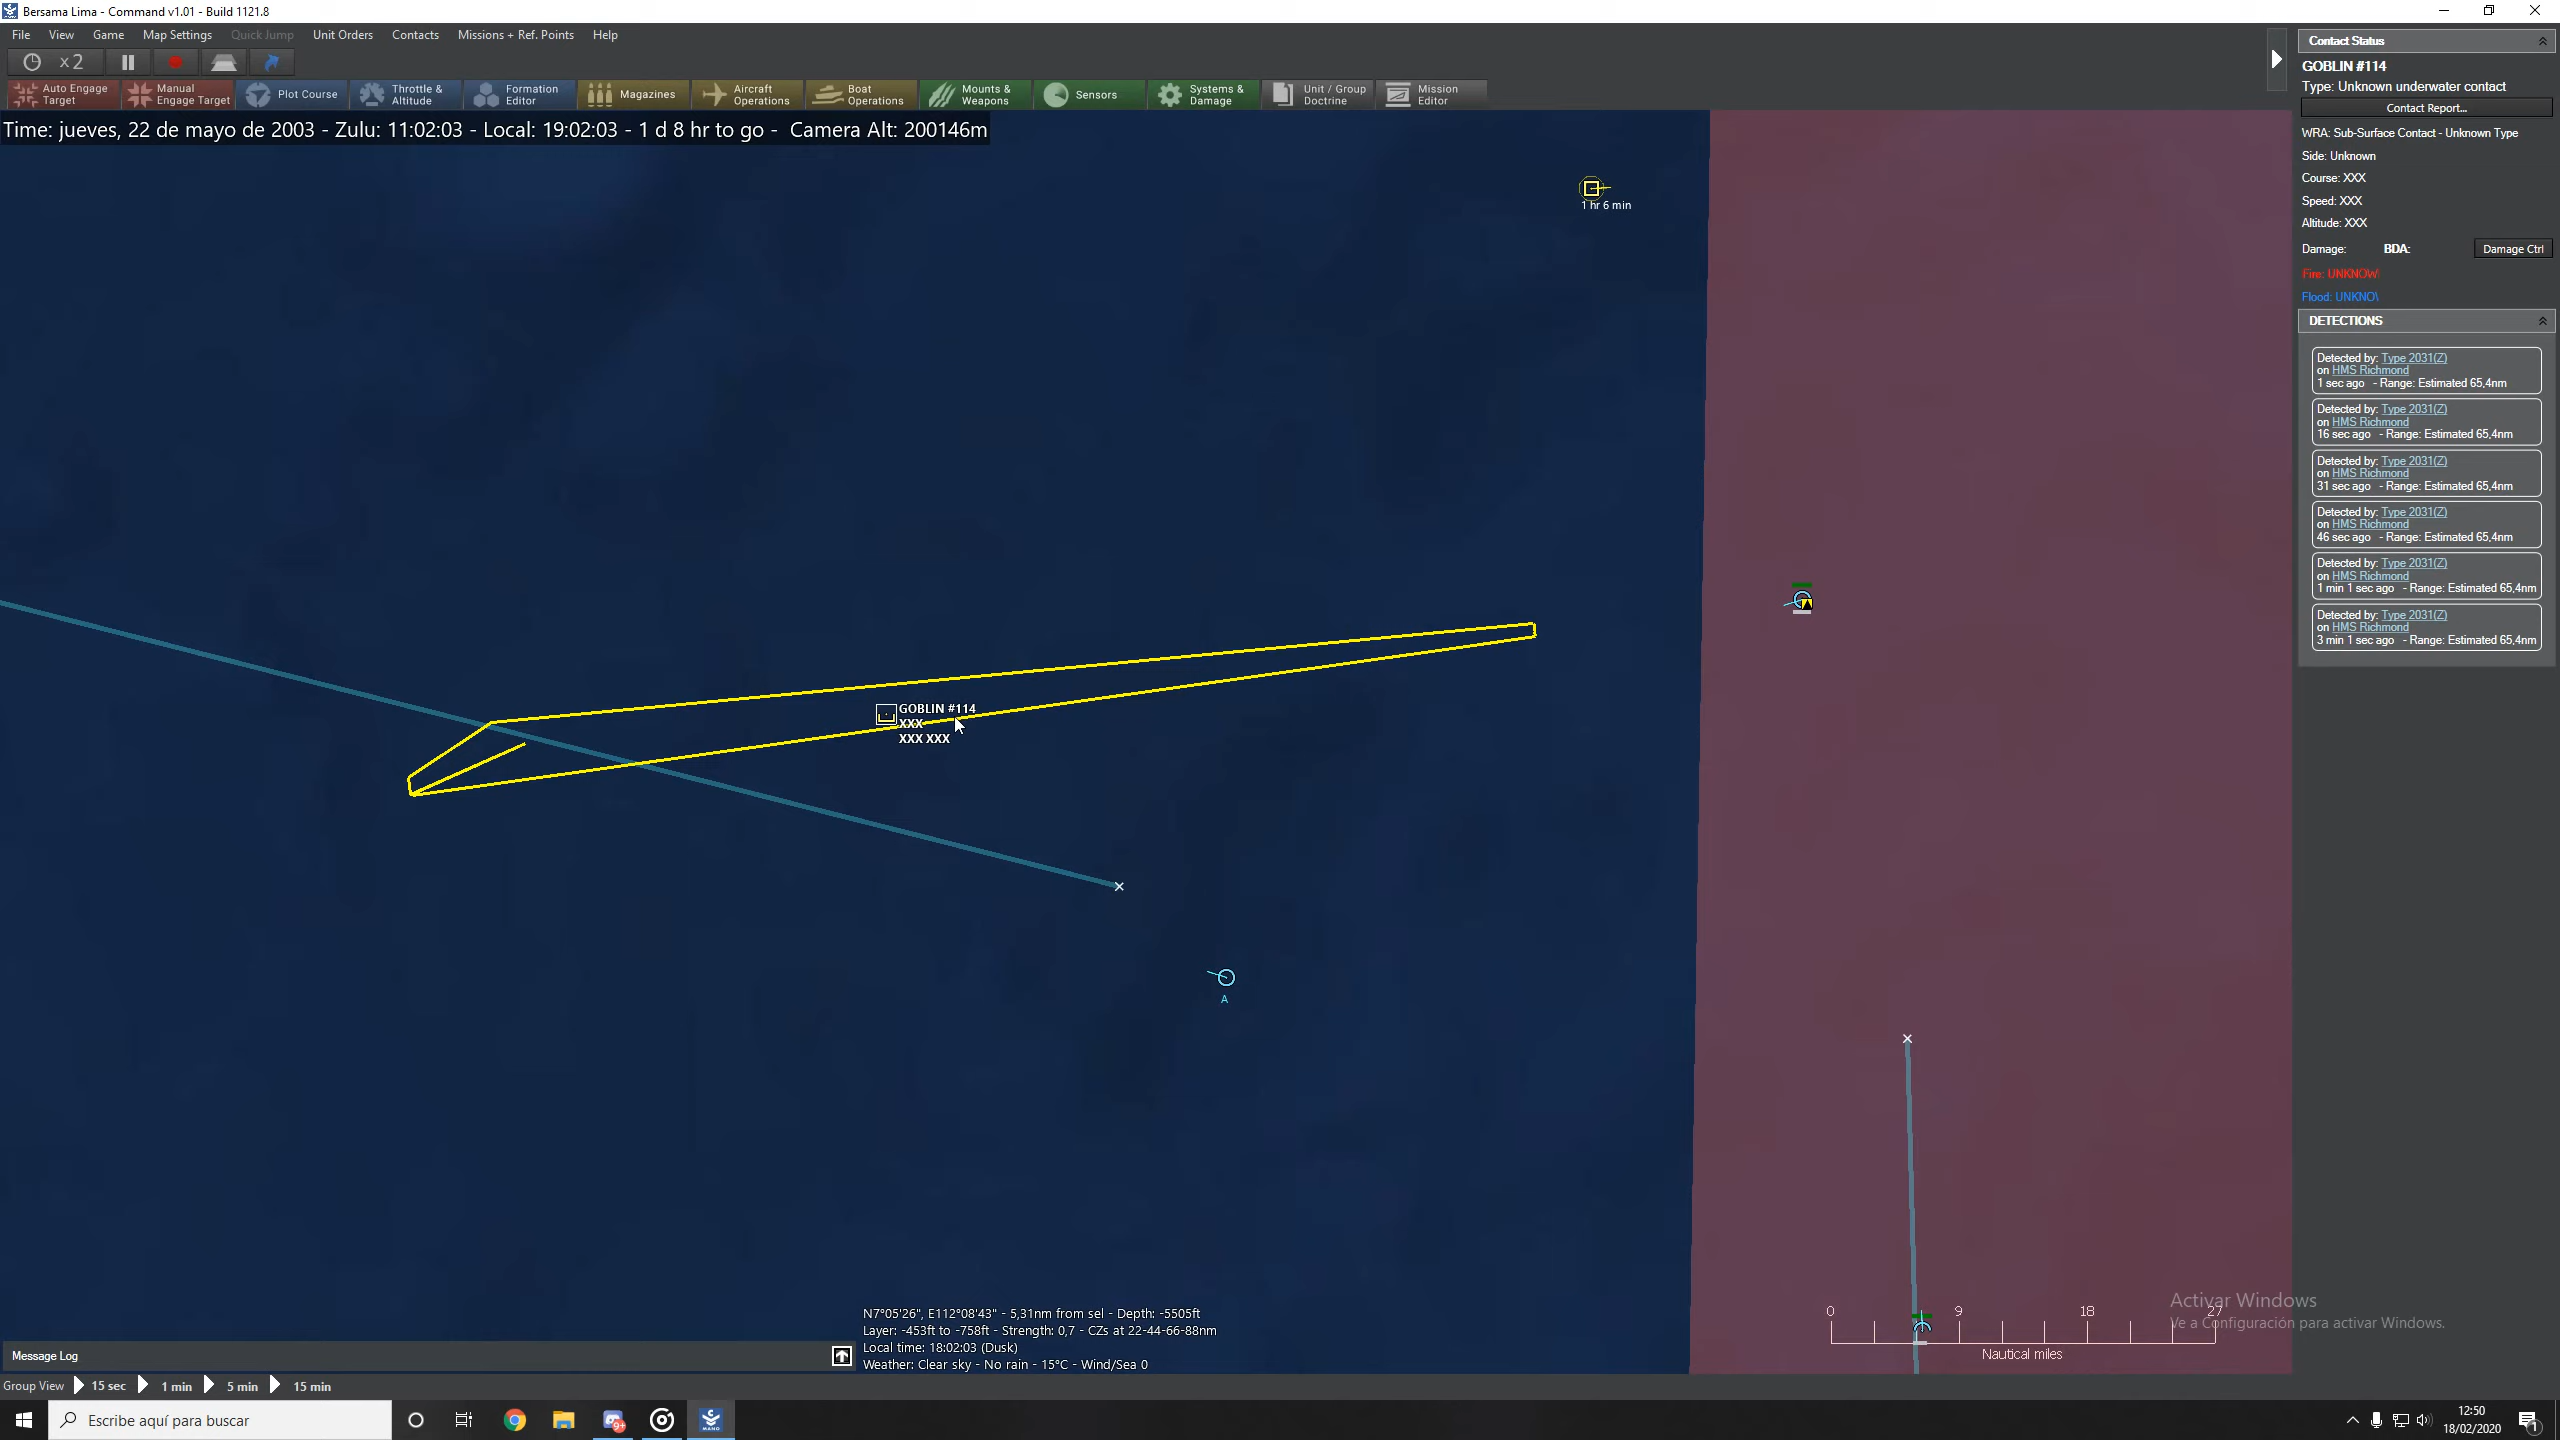 Bersama Lima - Command v1.01 - Build 1121.8
File View Game Map Settings Quick Jump Unit Orders Contacts Missions + Ref. Points Help
x 2
Auto Engage Target
Manual Engage Target
Plot Course
Throttle & Altitude
Formation Editor
Magazines
Aircraft Operations
Boat Operations
Mounts & Weapons
Sensors
Systems & Damage
Unit / Group Doctrine
Mission Editor
Time: jueves, 22 de mayo de 2003 - Zulu: 11:02:03 - Local: 19:02:03 - 1 d 8 hr to go - Camera Alt: 200146m
1 hr 6 min
GOBLIN #114
XXX
XXX XXX
A
Contact Status
GOBLIN #114
Type: Unknown underwater contact
Contact Report...
WRA: Sub-Surface Contact - Unknown Type
Side: Unknown
Course: XXX
Speed: XXX
Altitude: XXX
Damage: BDA: Damage Ctrl
Fire: UNKNOW
Flood: UNKNO\
DETECTIONS
Detected by: Type 2031(Z)
on HMS Richmond
1 sec ago - Range: Estimated 65,4nm
Detected by: Type 2031(Z)
on HMS Richmond
16 sec ago - Range: Estimated 65,4nm
Detected by: Type 2031(Z)
on HMS Richmond
31 sec ago - Range: Estimated 65,4nm
Detected by: Type 2031(Z)
on HMS Richmond
46 sec ago - Range: Estimated 65,4nm
Detected by: Type 2031(Z)
on HMS Richmond
1 min 1 sec ago - Range: Estimated 65,4nm
Detected by: Type 2031(Z)
on HMS Richmond
3 min 1 sec ago - Range: Estimated 65,4nm
0 9 18 27
Nautical miles
Activar Windows
Ve a Configuración para activar Windows.
N7°05'26", E112°08'43" - 5,31nm from sel - Depth: -5505ft
Layer: -453ft to -758ft - Strength: 0,7 - CZs at 22-44-66-88nm
Local time: 18:02:03 (Dusk)
Weather: Clear sky - No rain - 15°C - Wind/Sea 0
Message Log
Group View 15 sec 1 min 5 min 15 min
Escribe aquí para buscar
9+
MANO
12:50
18/02/2020
1